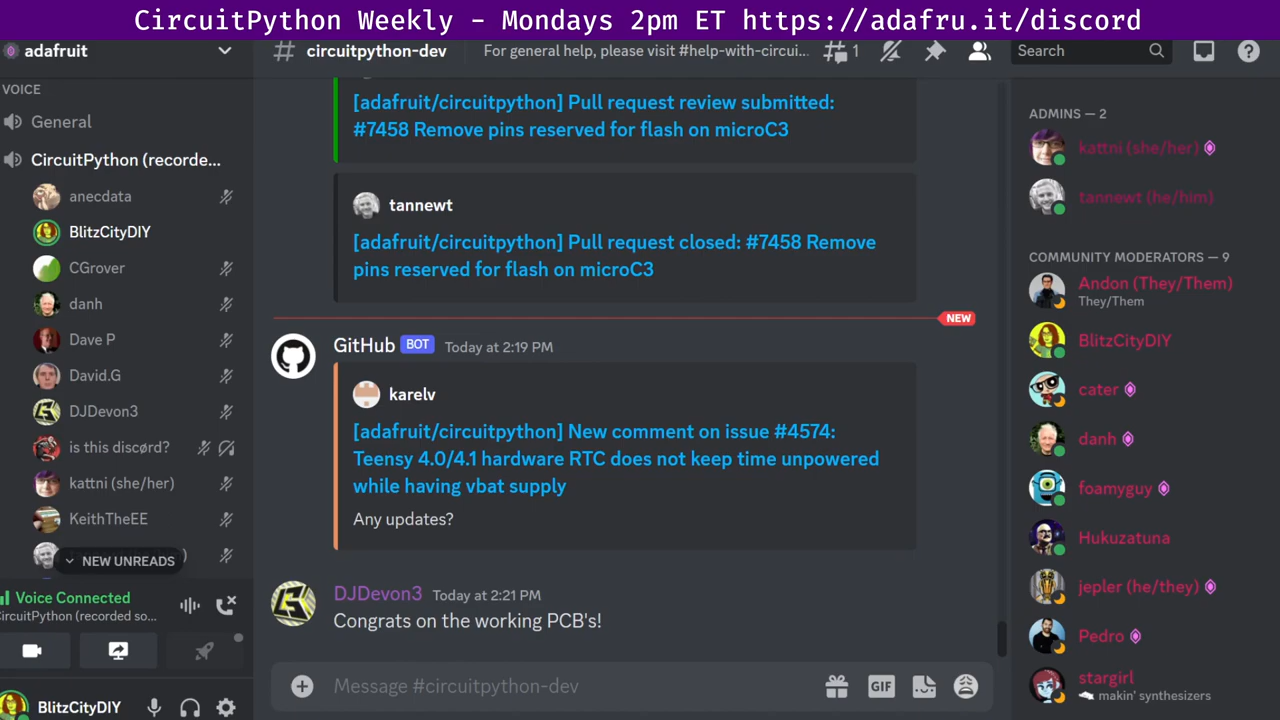 CircuitPython Weekly - Mondays 2pm ET https://adafru.it/discord
adafruit
VOICE
General
CircuitPython (recorde...
anecdata
BlitzCityDIY
CGrover
danh
Dave P
David.G
DJDevon3
is this discørd?
kattni (she/her)
KeithTheEE
)
NEW UNREADS
Voice Connected
CircuitPython (recorded so...
BlitzCityDIY
circuitpython-dev
For general help, please visit #help-with-circui...
1
Search
[adafruit/circuitpython] Pull request review submitted:
#7458 Remove pins reserved for flash on microC3
tannewt
[adafruit/circuitpython] Pull request closed: #7458 Remove
pins reserved for flash on microC3
NEW
GitHub BOT Today at 2:19 PM
karelv
[adafruit/circuitpython] New comment on issue #4574:
Teensy 4.0/4.1 hardware RTC does not keep time unpowered
while having vbat supply
Any updates?
DJDevon3 Today at 2:21 PM
Congrats on the working PCB's!
Message #circuitpython-dev
GIF
ADMINS — 2
kattni (she/her)
tannewt (he/him)
COMMUNITY MODERATORS — 9
Andon (They/Them)
They/Them
BlitzCityDIY
cater
danh
foamyguy
Hukuzatuna
jepler (he/they)
Pedro
stargirl
makin' synthesizers